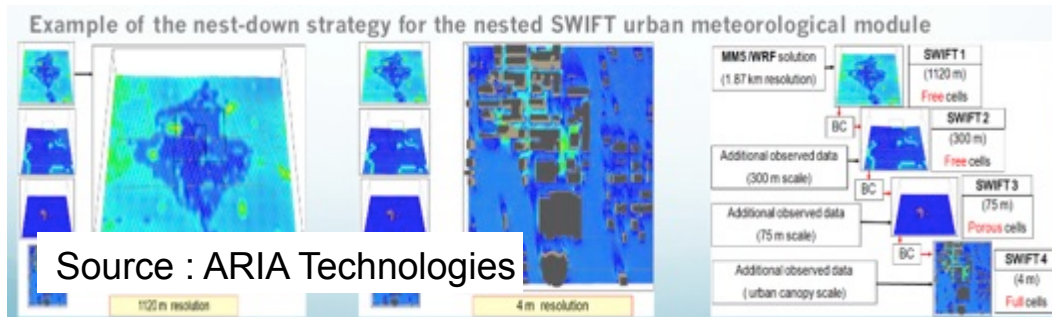 Example of the nest-down strategy for the nested SWIFT urban meteorological module
Source : ARIA Technologies
1120 m resolution
4 m resolution
MM5/WRF solution
(1.87 km resolution)
SWIFT 1
(1120 m)
Free cells
BC
SWIFT 2
(300 m)
Free cells
Additional observed data
(300 m scale)
BC
SWIFT 3
(75 m)
Porous cells
Additional observed data
(75 m scale)
BC
SWIFT 4
(4 m)
Full cells
Additional observed data
( urban canopy scale)